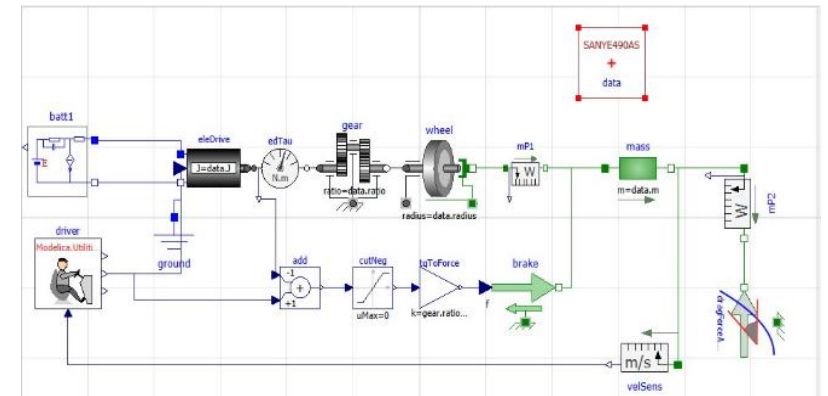 SANYE490AS
data
batt1
E
eleDrive
J=data.J
edTau
N.m
gear
ratio=data.ratio
wheel
radius=data.radius
mP1
W
mass
m=data.m
mP2
W
driver
Modelica.Utiliti...
ground
add
-1
+
+1
cutNeg
uMax=0
tqToForce
k=gear.ratio...
brake
f
m/s
velSens